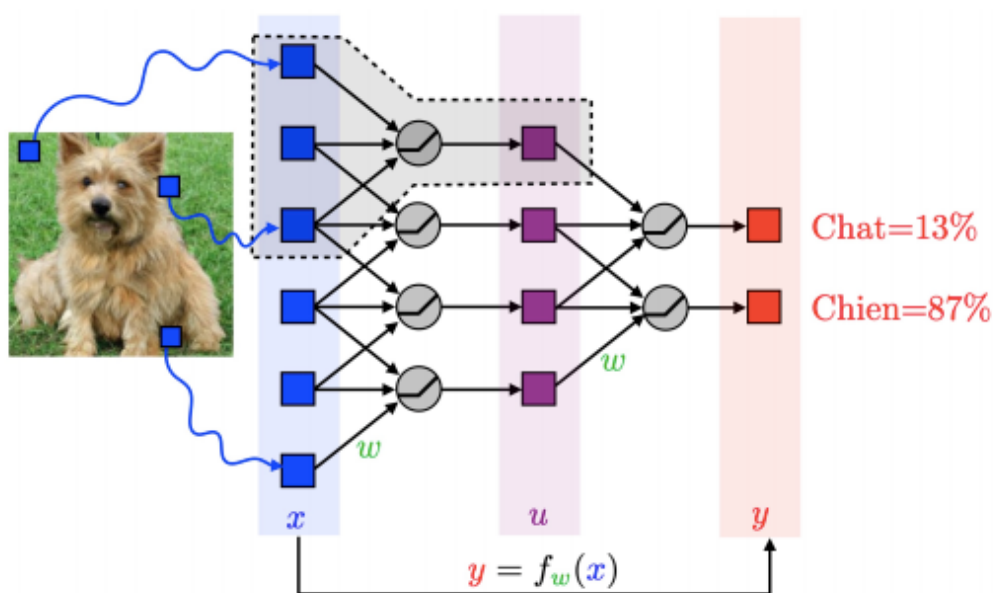 Chat=13%
Chien=87%
w
w
x
u
y
y = f_w(x)